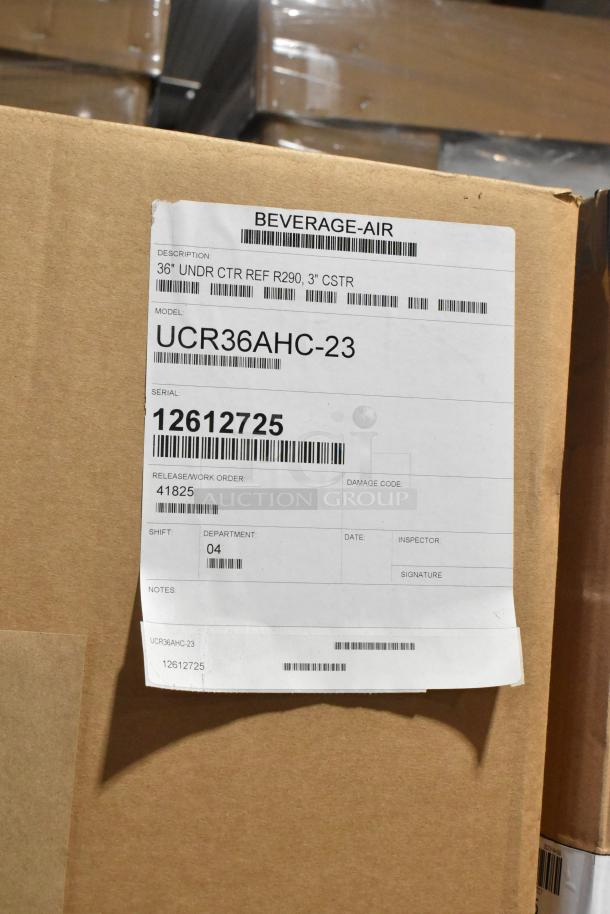 BEVERAGE-AIR
DESCRIPTION:
36" UNDR CTR REF R290, 3" CSTR
MODEL:
UCR36AHC-23
SERIAL:
12612725
RELEASE/WORK ORDER:
41825
DAMAGE CODE:
TCI
AUCTION GROUP
SHIFT:
DEPARTMENT:
04
DATE:
INSPECTOR
SIGNATURE
NOTES:
UCR36AHC-23
12612725